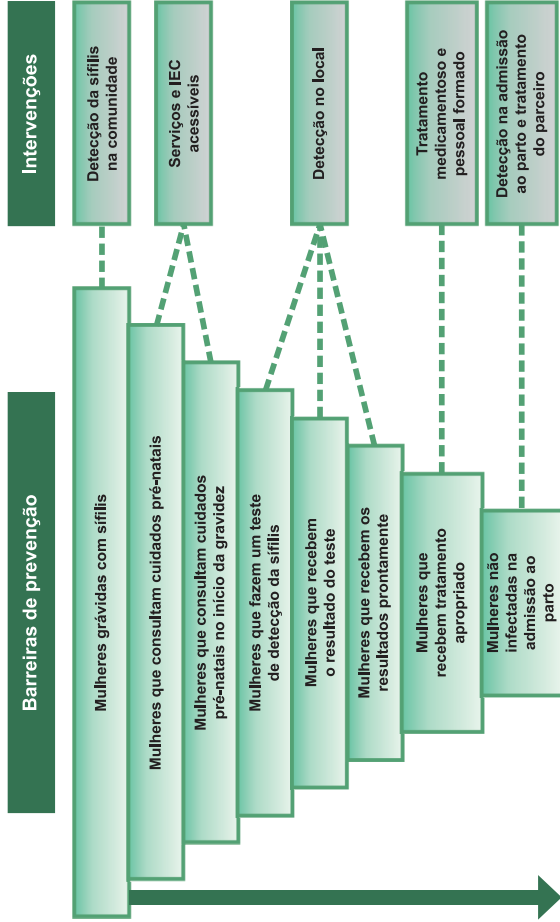 Barreiras de prevenção
Intervenções
Mulheres grávidas com sífilis
Detecção da sífilis
na comunidade
Mulheres que consultam cuidados pré-natais
Serviços e IEC
acessíveis
Mulheres que consultam cuidados
pré-natais no início da gravidez
Mulheres que fazem um teste
de detecção da sífilis
Mulheres que recebem
o resultado do teste
Detecção no local
Mulheres que recebem os
resultados prontamente
Mulheres que
recebem tratamento
apropriado
Tratamento
medicamentoso e
pessoal formado
Mulheres não
infectadas na
admissão ao
parto
Detecção na admissão
ao parto e tratamento
do parceiro